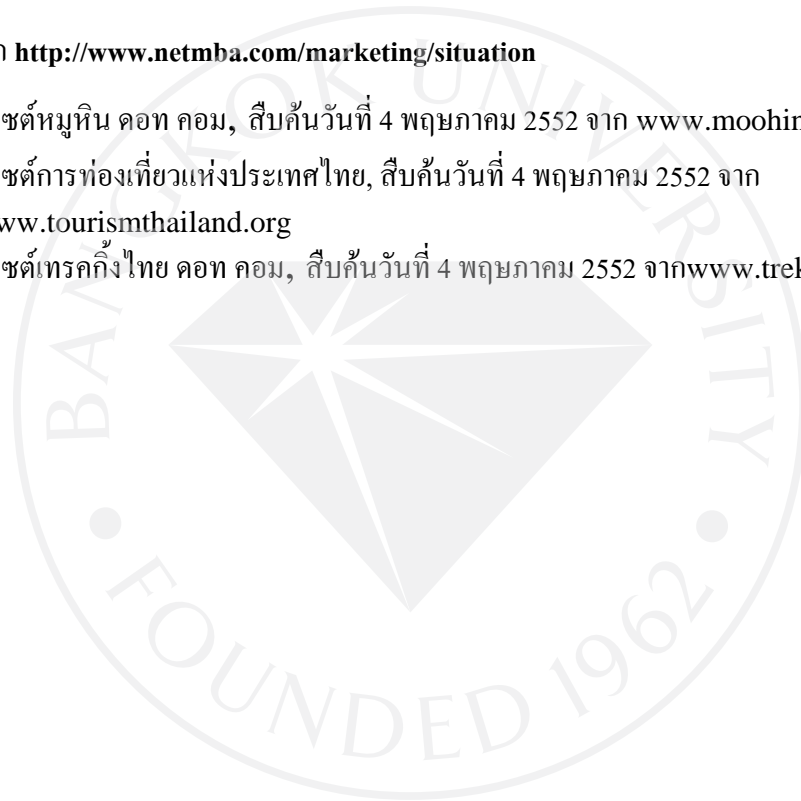 http://www.netmba.com/marketing/situation
ซต์หมูหิน ดอท คอม, สืบค้นวันที่ 4 พฤษภาคม 2552 จาก www.moohin
ซต์การท่องเที่ยวแห่งประเทศไทย, สืบค้นวันที่ 4 พฤษภาคม 2552 จาก
ww.tourismthailand.org
ซต์เทรคกิ้งไทย ดอท คอม, สืบค้นวันที่ 4 พฤษภาคม 2552 จากwww.trek
BANGKOK UNIVERSITY
FOUNDED 1962